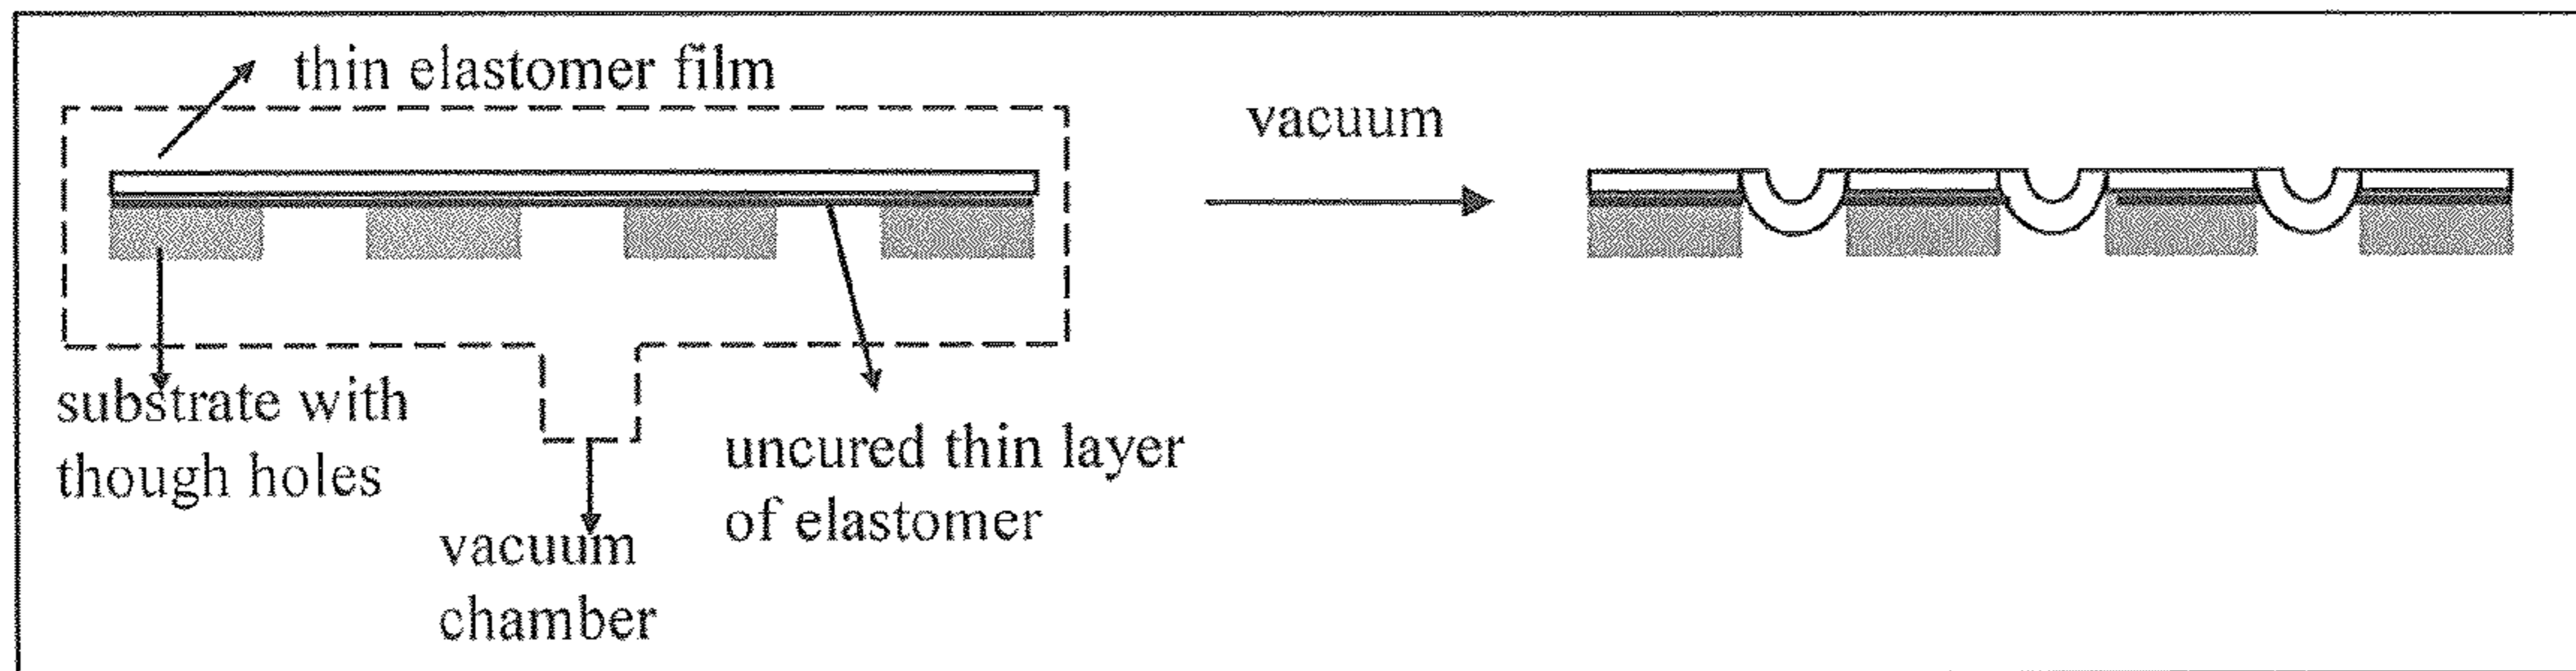 thin elastomer film
vacuum
substrate with
though holes
uncured thin layer
of elastomer
vacuum
chamber